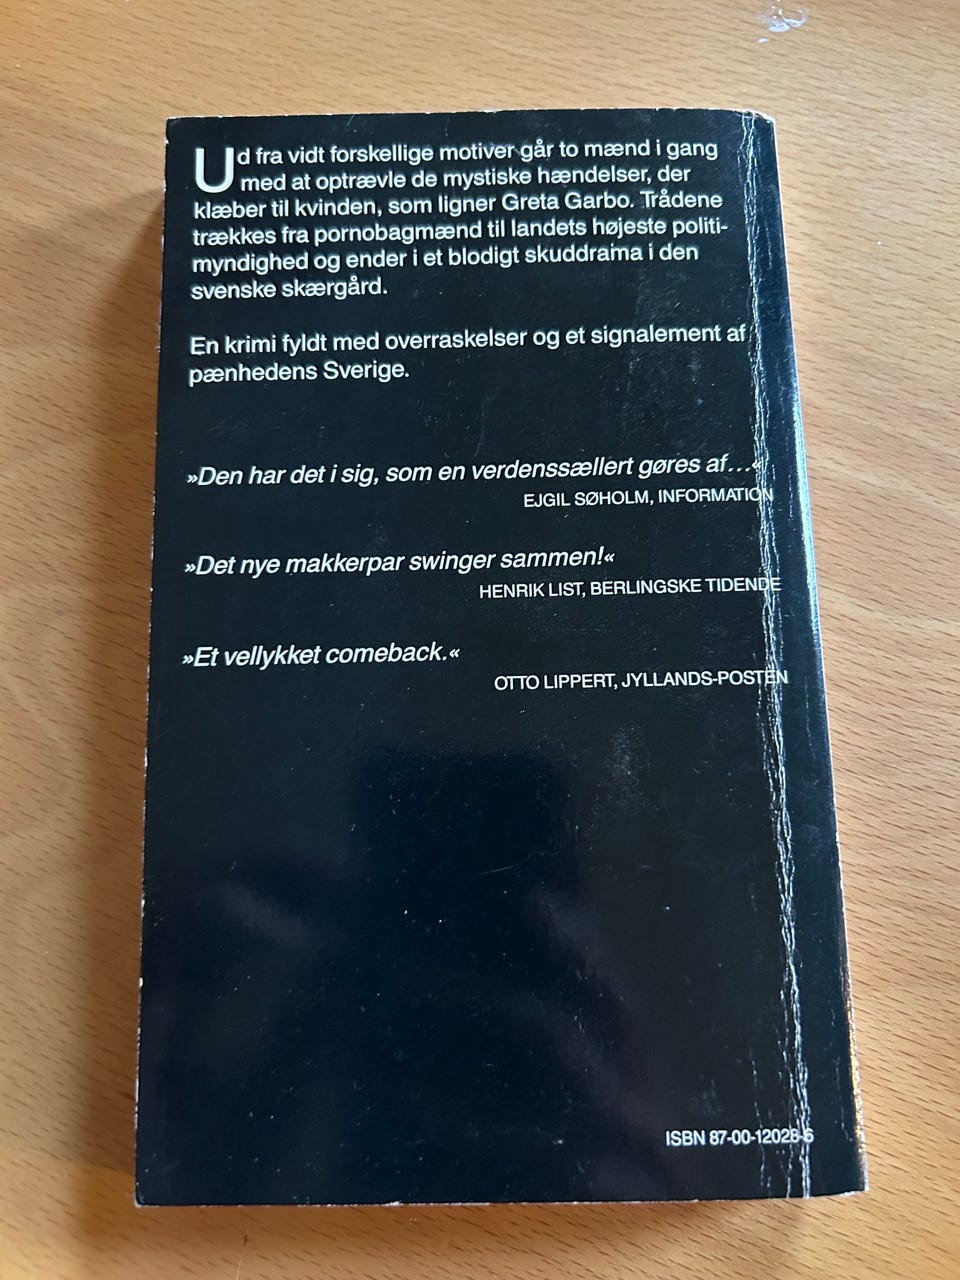 Ud fra vidt forskellige motiver går to mænd i gang
med at optrævle de mystiske hændelser, der
klæber til kvinden, som ligner Greta Garbo. Trådene
trækkes fra pornobagmænd til landets højeste politi-
myndighed og ender i et blodigt skuddrama i den
svenske skærgård.
En krimi fyldt med overraskelser og et signalement af
pænhedens Sverige.
»Den har det i sig, som en verdenssællert gøres af...«
EJGIL SØHOLM, INFORMATION
»Det nye makkerpar swinger sammen!«
HENRIK LIST, BERLINGSKE TIDENDE
»Et vellykket comeback.«
OTTO LIPPERT, JYLLANDS-POSTEN
ISBN 87-00-12028-6